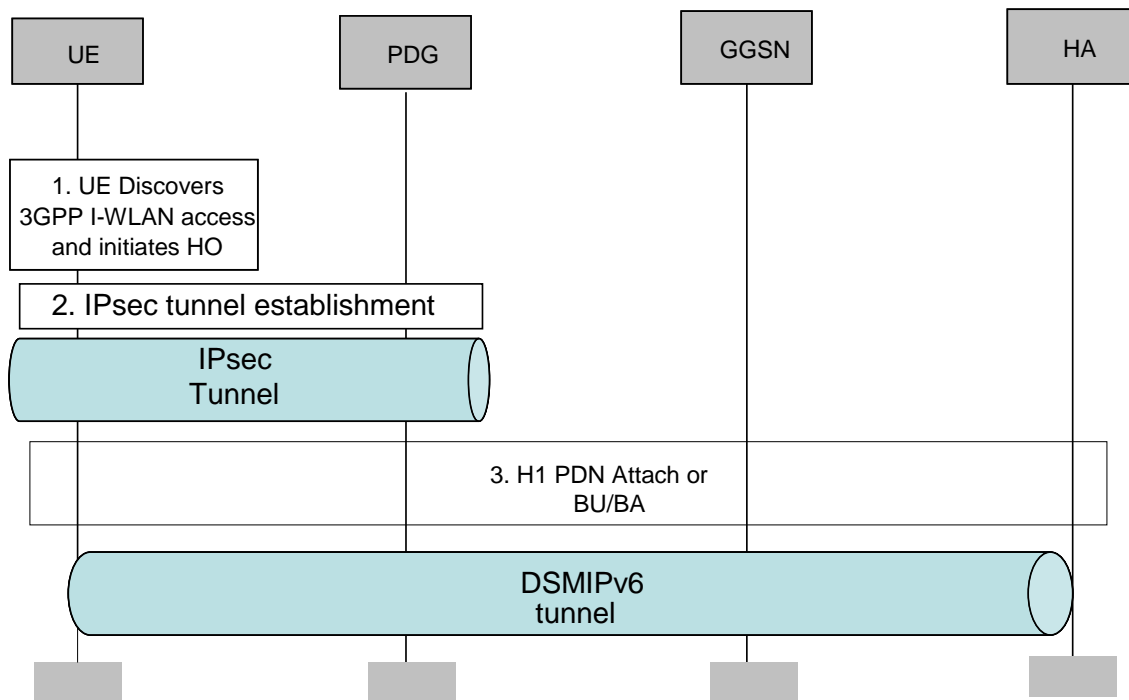 UE
PDG
GGSN
HA
1. UE Discovers
3GPP I-WLAN access
and initiates HO
2. IPsec tunnel establishment
IPsec
Tunnel
3. H1 PDN Attach or
BU/BA
DSMIPv6
tunnel